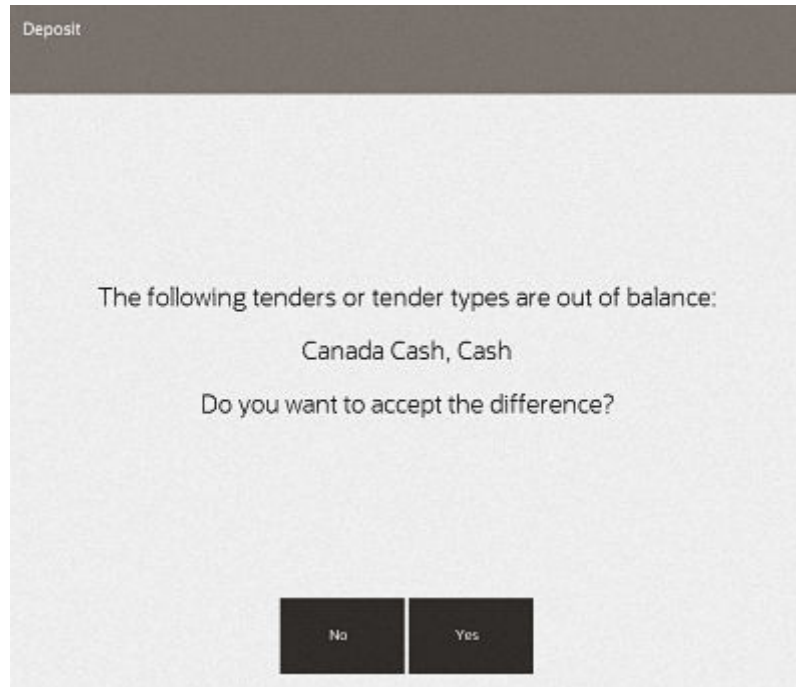 Deposit
The following tenders or tender types are out of balance:
Canada Cash, Cash
Do you want to accept the difference?
No
Yes